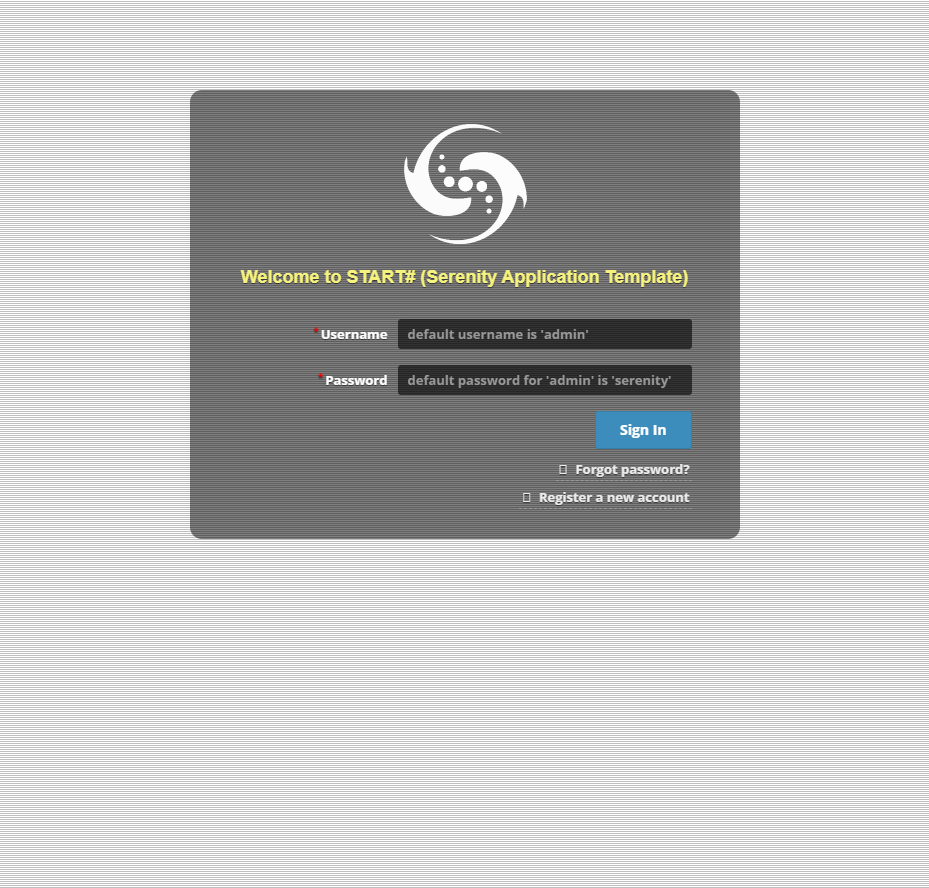 Welcome to START# (Serenity Application Template)
*Username
default username is 'admin'
*Password
default password for 'admin' is 'serenity'
Sign In
Forgot password?
Register a new account